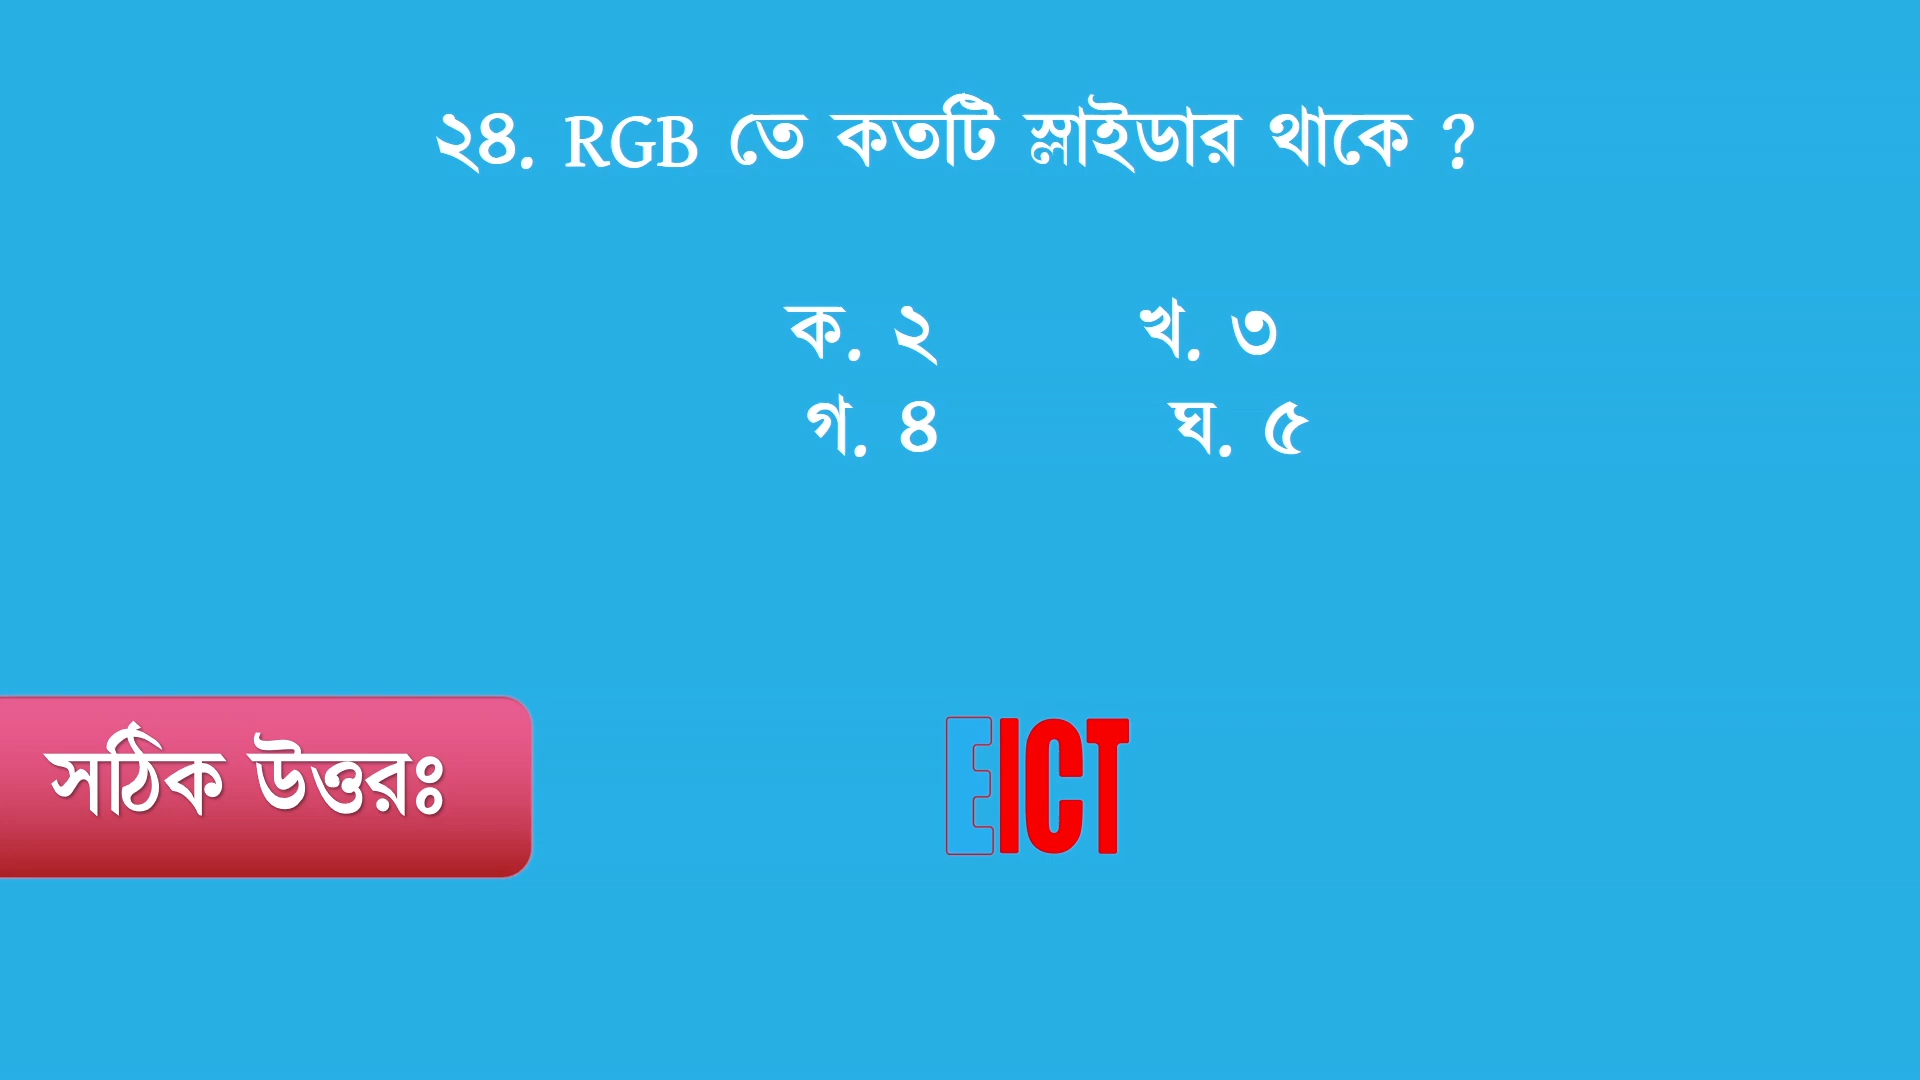 ২৪. RGB তে কতটি স্লাইডার থাকে ?
ক. ২ খ. ৩
গ. ৪ ঘ. ৫
সঠিক উত্তরঃ
EICT